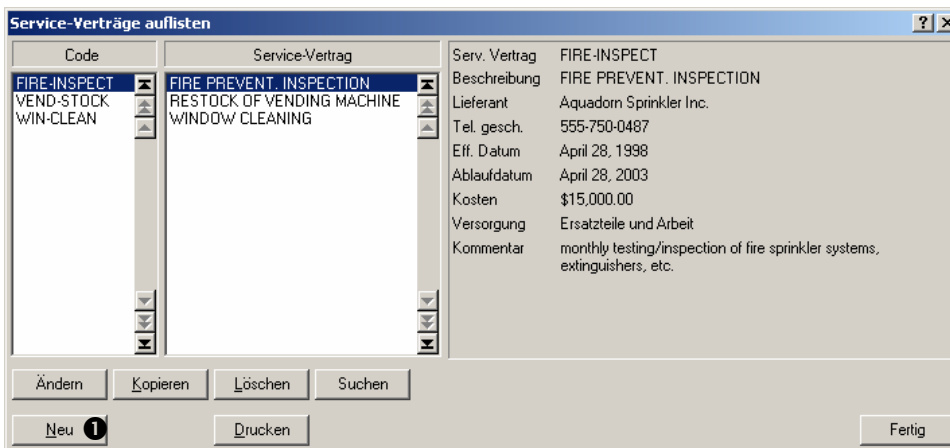 Service-Verträge auflisten
Code
Service-Vertrag
FIRE-INSPECT
VEND-STOCK
WIN-CLEAN
FIRE PREVENT. INSPECTION
RESTOCK OF VENDING MACHINE
WINDOW CLEANING
Serv. Vertrag FIRE-INSPECT
Beschreibung FIRE PREVENT. INSPECTION
Lieferant Aquadorn Sprinkler Inc.
Tel. gesch. 555-750-0487
Eff. Datum April 28, 1998
Ablaufdatum April 28, 2003
Kosten $15,000.00
Versorgung Ersatzteile und Arbeit
Kommentar monthly testing/inspection of fire sprinkler systems,
extinguishers, etc.
Ändern Kopieren Löschen Suchen
Neu 1 Drucken Fertig